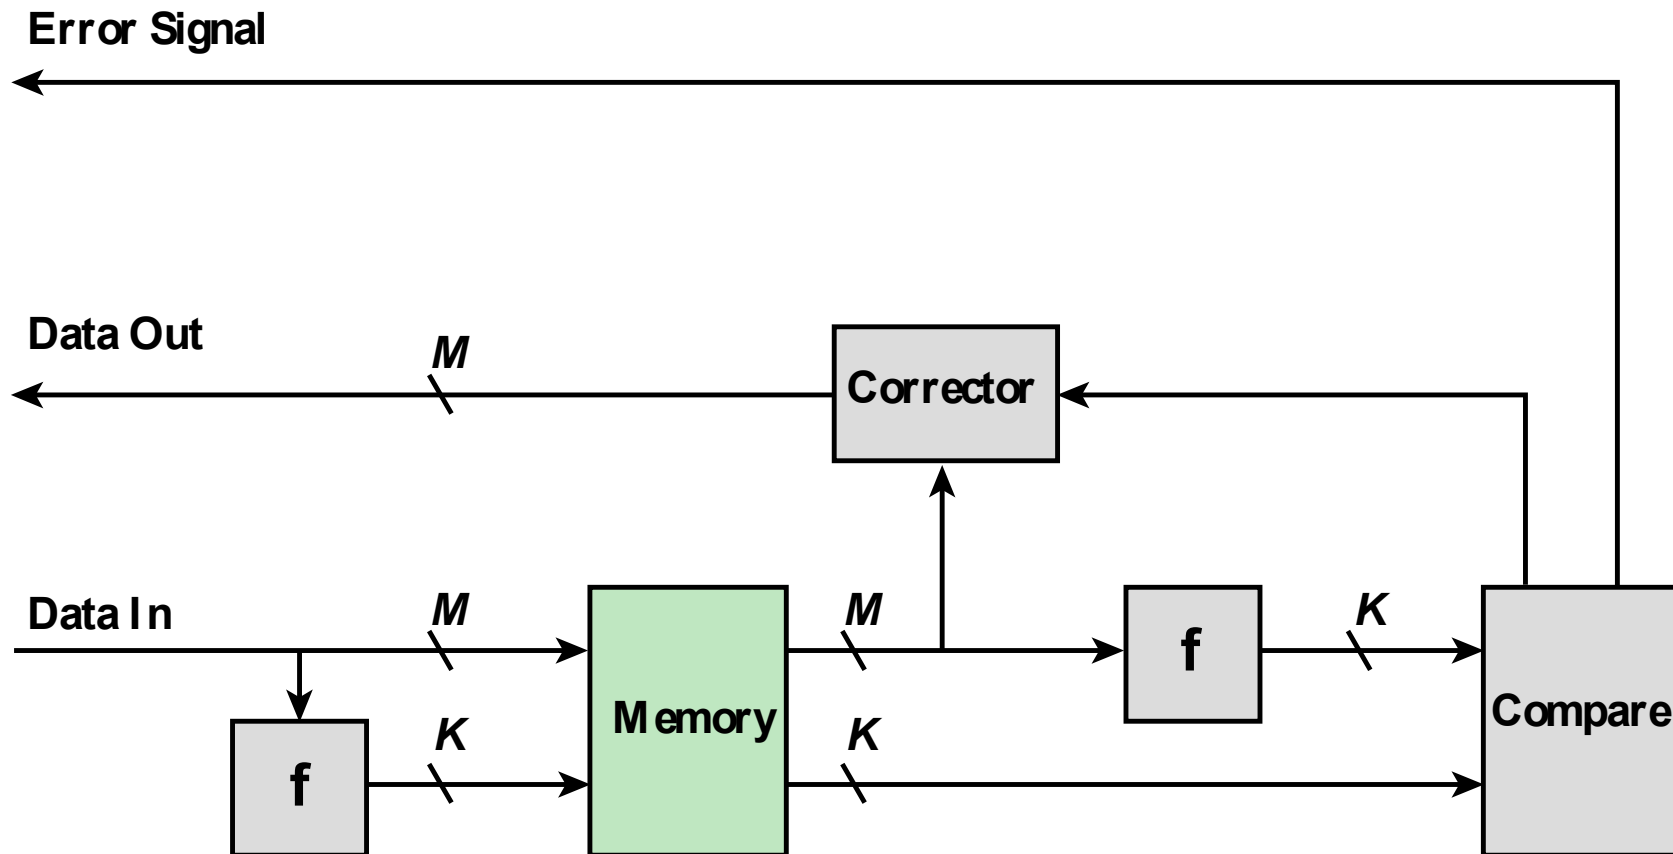 Error Signal
Data Out
M
Corrector
Data In
M
M
f
K
Memory
Compare
f
K
K